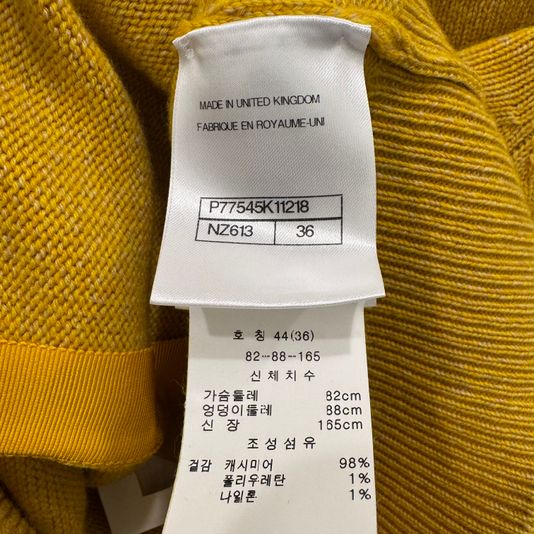 MADE IN UNITED KINGDOM
FABRIQUE EN ROYAUME-UNI
P77545K11218
NZ613 36
호 칭 44(36)
82-88-165
신체치수
가슴둘레 82cm
엉덩이둘레 88cm
신 장 165cm
조성섬유
겉감 캐시미어 98%
폴리우레탄 1%
나일론 1%